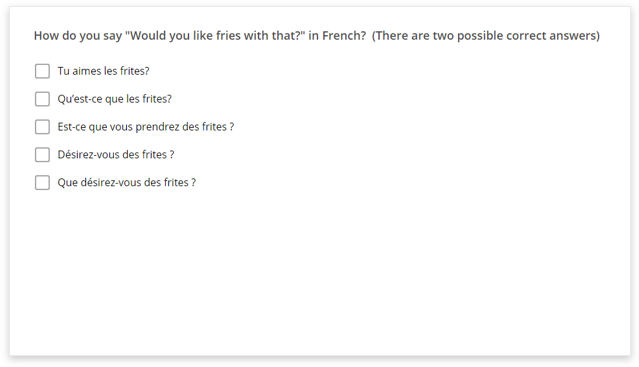 How do you say "Would you like fries with that?" in French?  (There are two possible correct answers)
Tu aimes les frites?
Qu'est-ce que les frites?
Est-ce que vous prendrez des frites ?
Désirez-vous des frites ?
Que désirez-vous des frites ?